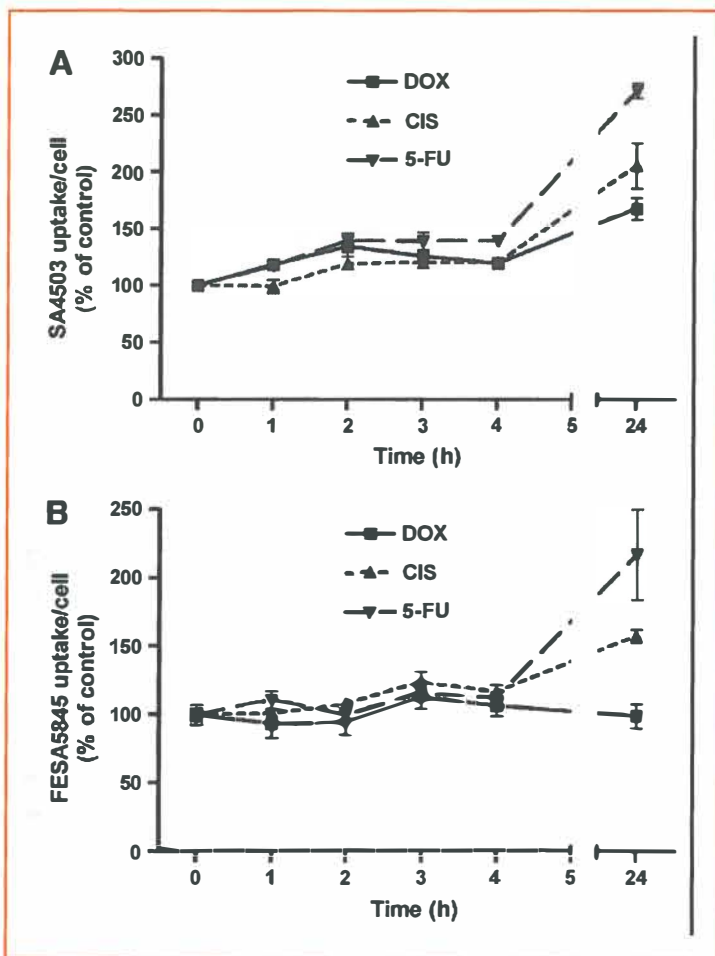 A
SA4503 uptake/cell
(% of control)
300
250
200
150
100
50
0
DOX
CIS
5-FU
0 1 2 3 4 5 24
Time (h)
B
FESA5845 uptake/cell
(% of control)
250
200
150
100
50
0
DOX
CIS
5-FU
0 1 2 3 4 5 24
Time (h)